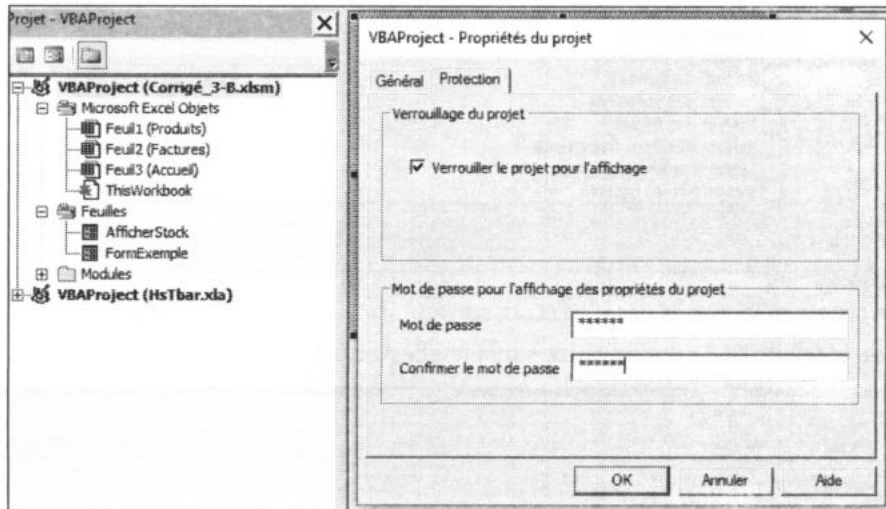 Projet - VBAProject
VBAProject (Corrigé_3-B.xlsm)
Microsoft Excel Objets
Feuil1 (Produits)
Feuil2 (Factures)
Feuil3 (Accueil)
ThisWorkbook
Feuilles
AfficherStock
FormExemple
Modules
VBAProject (HsTbar.xla)
VBAProject - Propriétés du projet
Général Protection
Verrouillage du projet
Verrouiller le projet pour l'affichage
Mot de passe pour l'affichage des propriétés du projet
Mot de passe ******
Confirmer le mot de passe ******
OK Annuler Aide